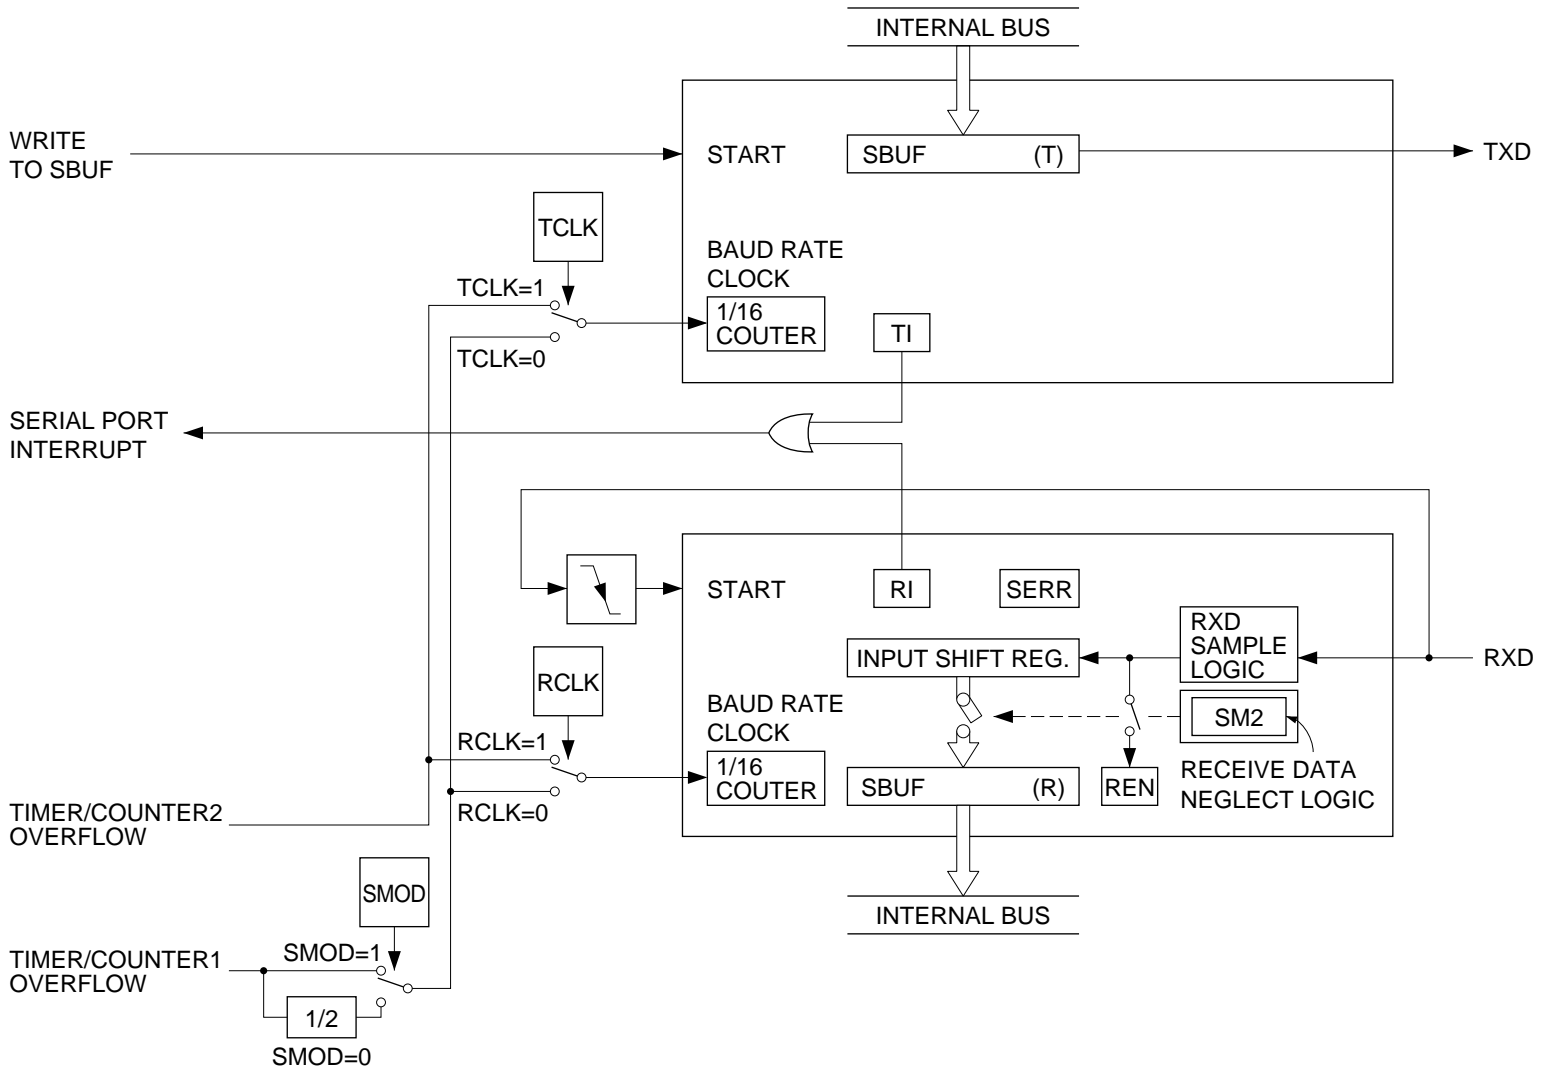 INTERNAL BUS
WRITE
TO SBUF
START
SBUF (T)
TXD
TCLK
BAUD RATE
CLOCK
TCLK=1
1/16
COUTER
TI
TCLK=0
SERIAL PORT
INTERRUPT
START
RI
SERR
RXD
SAMPLE
LOGIC
INPUT SHIFT REG.
RXD
RCLK
BAUD RATE
CLOCK
SM2
RCLK=1
1/16
COUTER
SBUF (R)
REN
RECEIVE DATA
NEGLECT LOGIC
RCLK=0
TIMER/COUNTER2
OVERFLOW
SMOD
INTERNAL BUS
SMOD=1
TIMER/COUNTER1
OVERFLOW
1/2
SMOD=0